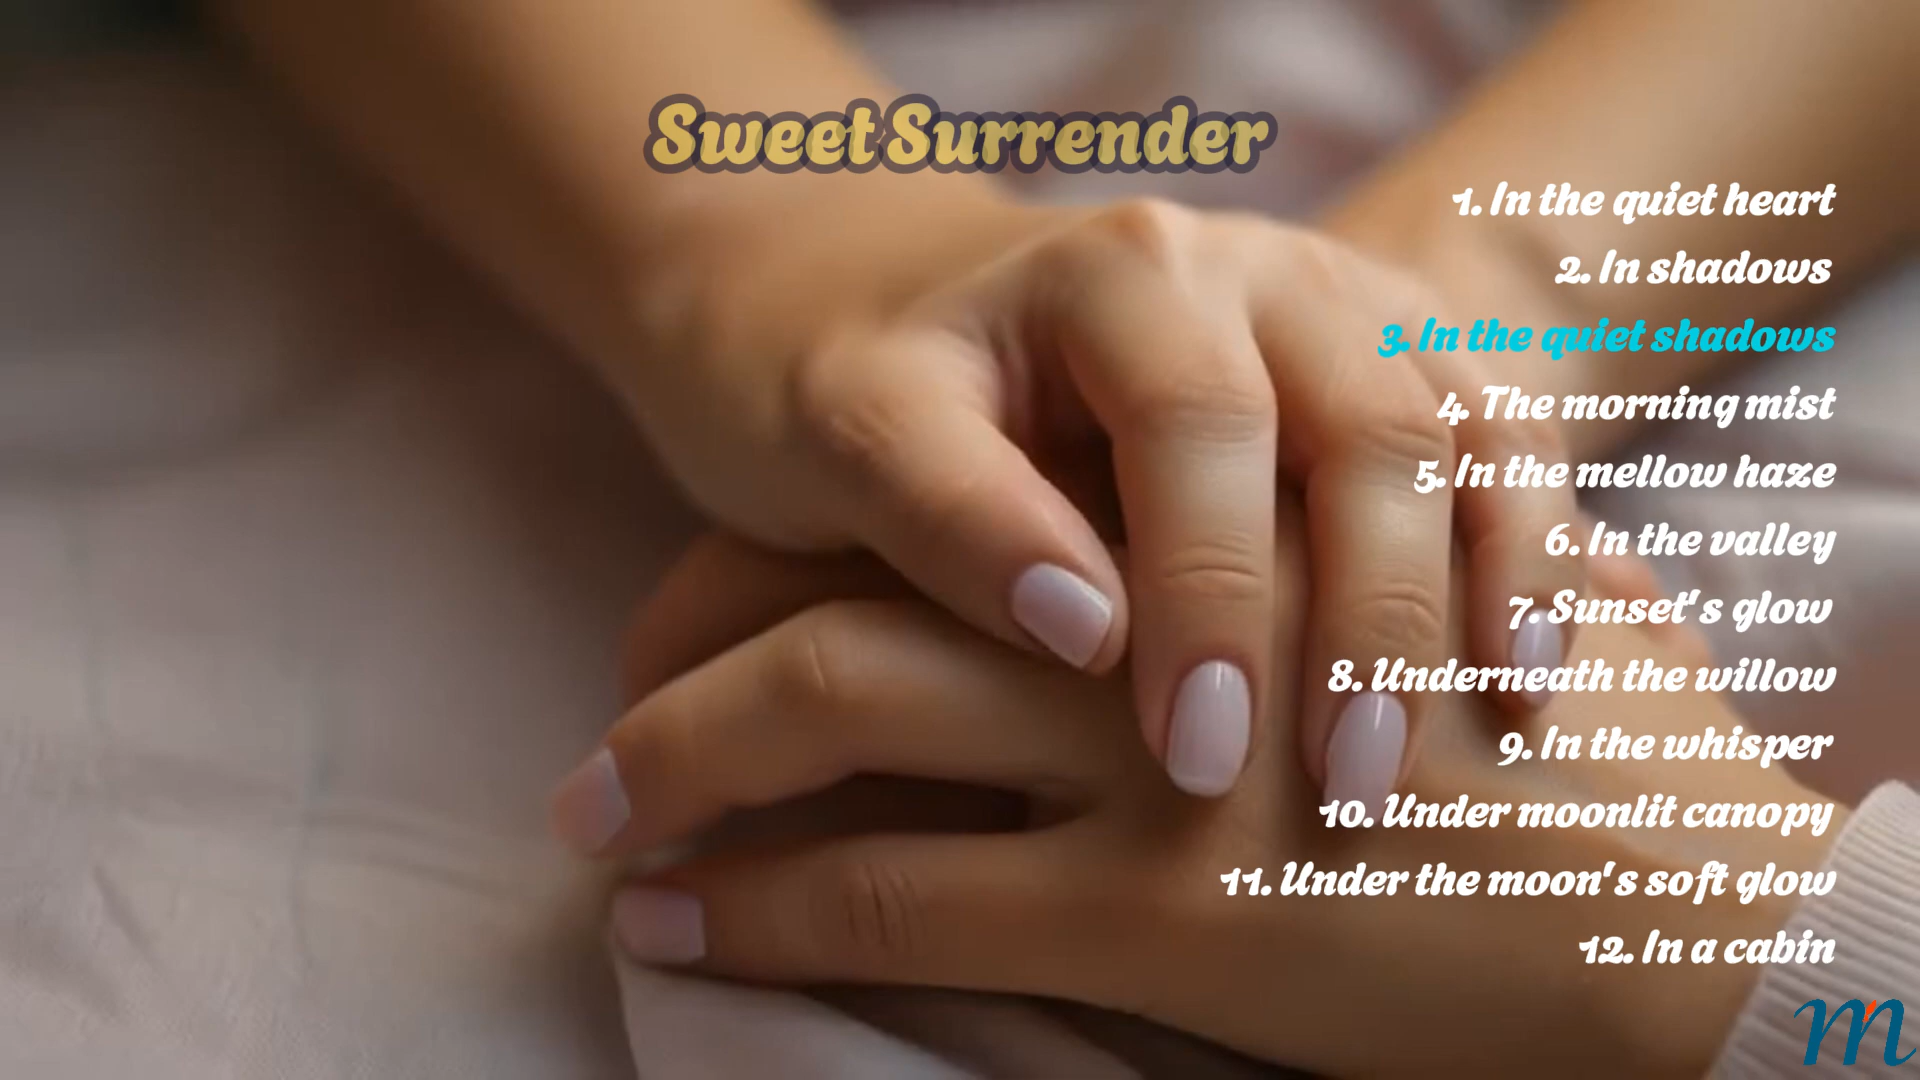 Sweet Surrender
1. In the quiet heart
2. In shadows
3. In the quiet shadows
4. The morning mist
5. In the mellow haze
6. In the valley
7. Sunset's glow
8. Underneath the willow
9. In the whisper
10. Under moonlit canopy
11. Under the moon's soft glow
12. In a cabin
m